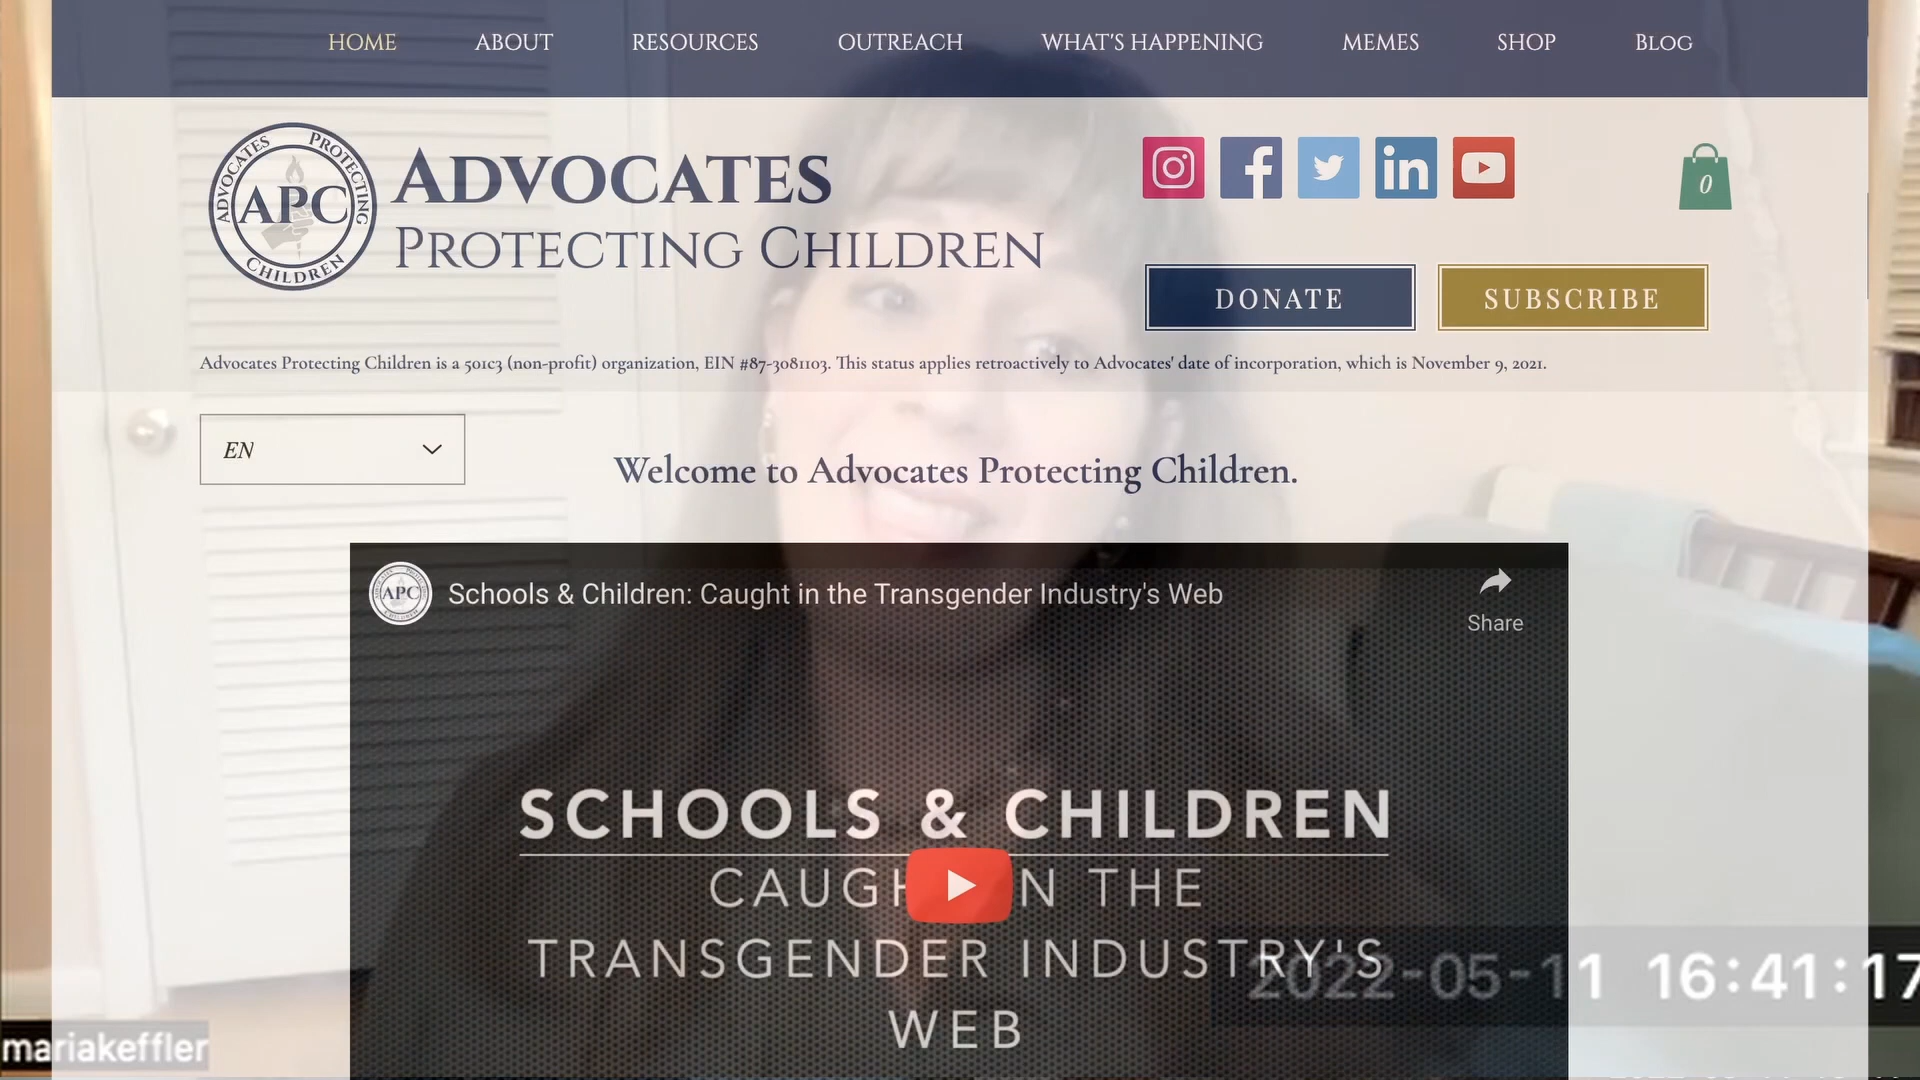 HOME ABOUT RESOURCES OUTREACH WHAT'S HAPPENING MEMES SHOP Blog
ADVOCATES PROTECTING
APC
CHILDREN
ADVOCATES
PROTECTING CHILDREN
0
DONATE SUBSCRIBE
Advocates Protecting Children is a 501c3 (non-profit) organization, EIN #87-3081103. This status applies retroactively to Advocates' date of incorporation, which is November 9, 2021.
EN
Welcome to Advocates Protecting Children.
APC
Schools & Children: Caught in the Transgender Industry's Web
Share
SCHOOLS & CHILDREN
CAUGH N THE
TRANSGENDER INDUSTRY'S
WEB
2022-05-11 16:41:17
mariakeffler